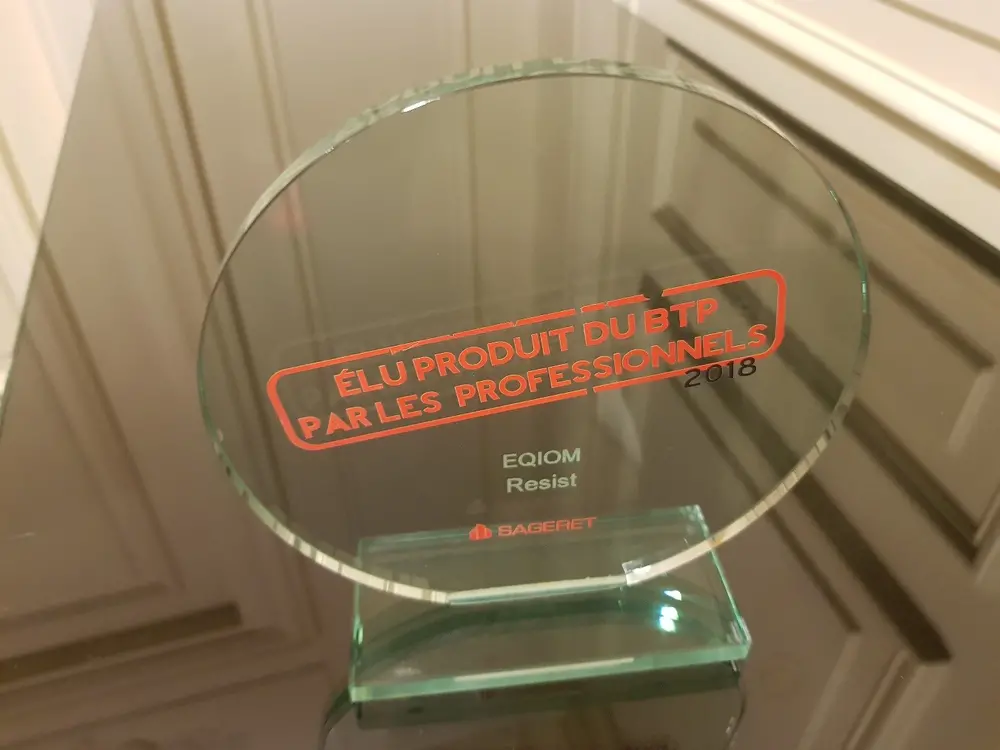 ÉLU PRODUIT DU BTP
PAR LES PROFESSIONNELS
2018
EQIOM
Resist
SAGERET